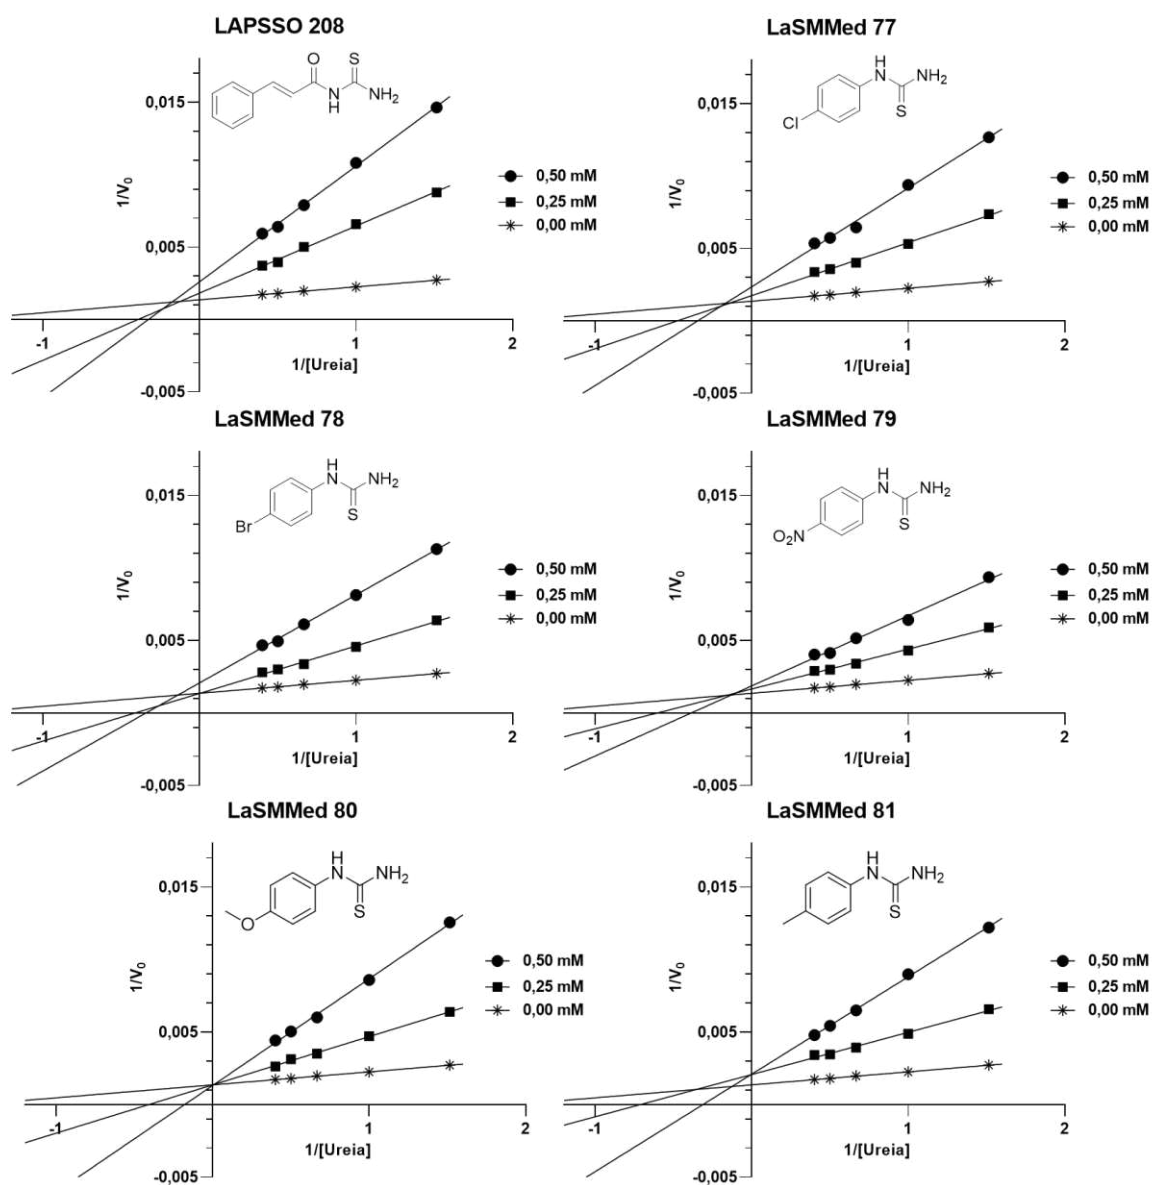 LAPSSO 208
O
S
N
H
NH2
0,015
0,005
-0,005
1/V0
-1
1
2
1/[Ureia]
0,50 mM
0,25 mM
0,00 mM
LaSMMed 77
H
N
NH2
S
Cl
0,015
0,005
-0,005
1/V0
-1
1
2
1/[Ureia]
0,50 mM
0,25 mM
0,00 mM
LaSMMed 78
H
N
NH2
S
Br
0,015
0,005
-0,005
1/V0
-1
1
2
1/[Ureia]
0,50 mM
0,25 mM
0,00 mM
LaSMMed 79
H
N
NH2
S
O2N
0,015
0,005
-0,005
1/V0
-1
1
2
1/[Ureia]
0,50 mM
0,25 mM
0,00 mM
LaSMMed 80
H
N
NH2
S
O
0,015
0,005
-0,005
1/V0
-1
1
2
1/[Ureia]
0,50 mM
0,25 mM
0,00 mM
LaSMMed 81
H
N
NH2
S
0,015
0,005
-0,005
1/V0
-1
1
2
1/[Ureia]
0,50 mM
0,25 mM
0,00 mM